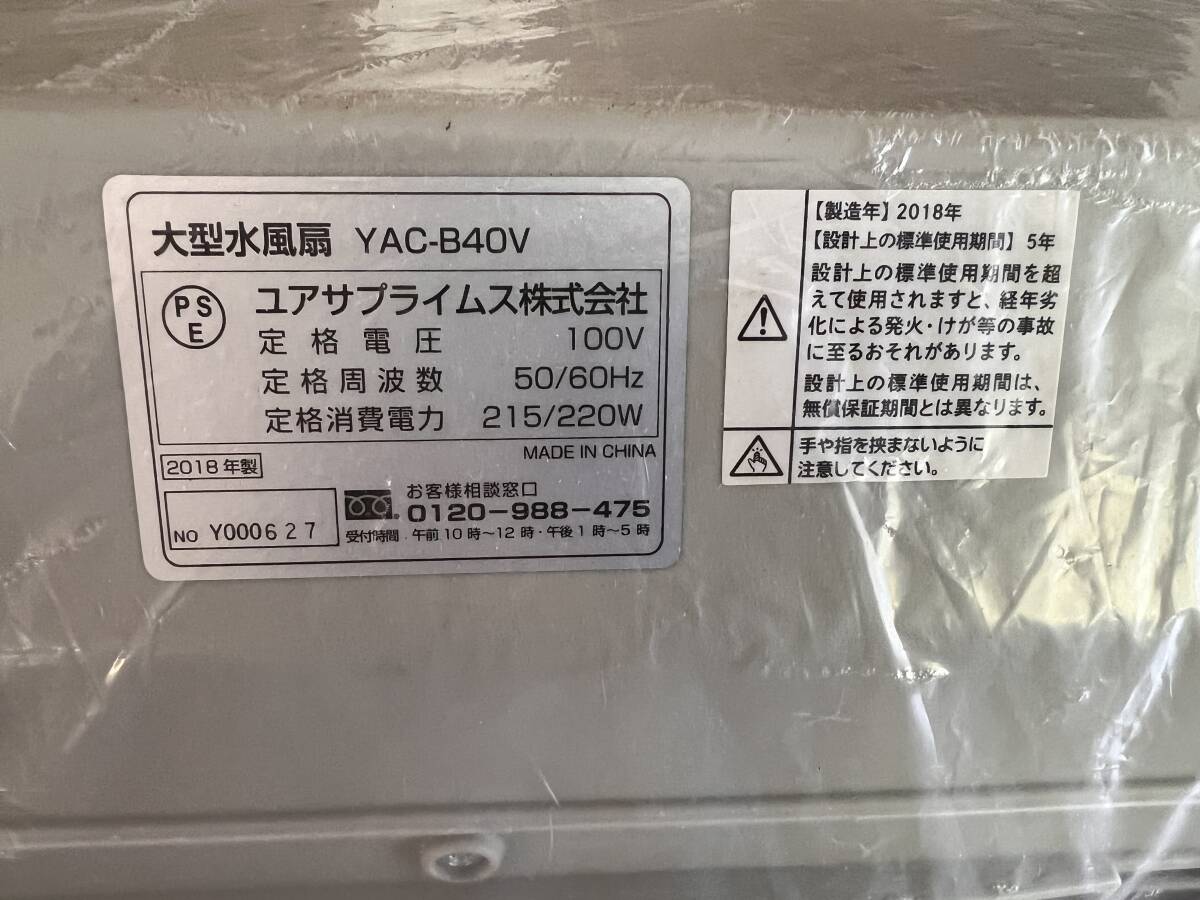 大型水風扇 YAC-B40V
PS
E
ユアサプライムス株式会社
定格電圧 100V
定格周波数 50/60Hz
定格消費電力 215/220W
MADE IN CHINA
2018年製
NO Y000627
お客様相談窓口
0120-988-475
受付時間 午前10時～12時・午後1時～5時
【製造年】2018年
【設計上の標準使用期間】5年
設計上の標準使用期間を超
えて使用されますと、経年劣
化による発火・けが等の事故
に至るおそれがあります。
設計上の標準使用期間は、
無償保証期間とは異なります。
手や指を挟まないように
注意してください。